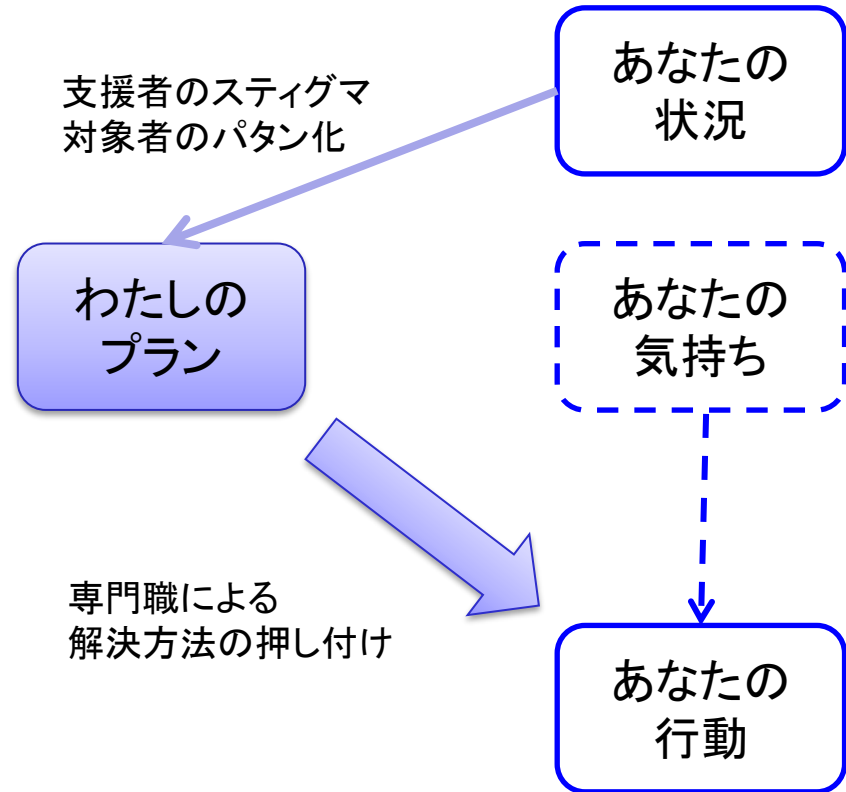 支援者のスティグマ
対象者のパタン化
あなたの
状況
わたしの
プラン
あなたの
気持ち
専門職による
解決方法の押し付け
あなたの
行動